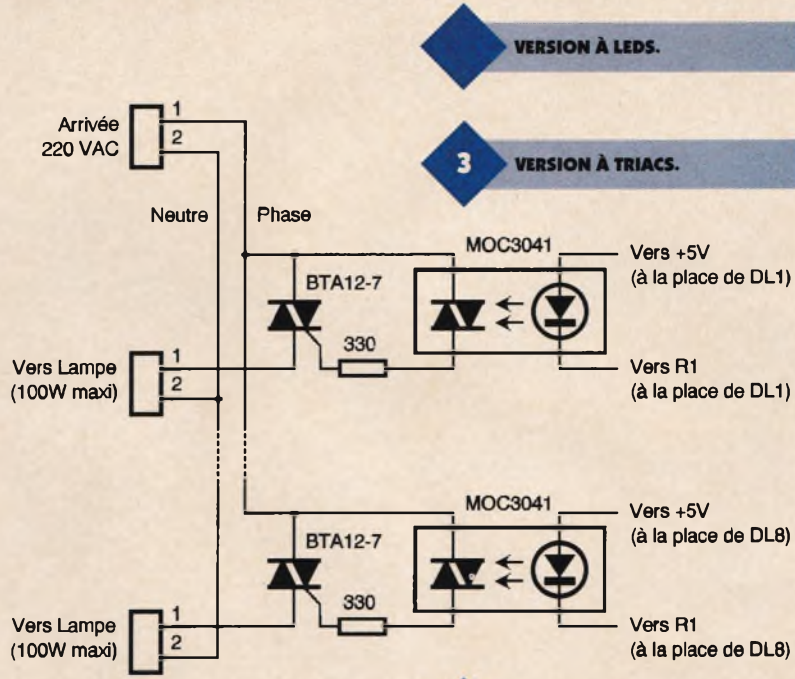 VERSION À LEDS.
3 VERSION À TRIACS.
Arrivée
220 VAC
1
2
Neutre
Phase
MOC3041
Vers +5V
(à la place de DL1)
BTA12-7
330
Vers Lampe
(100W maxi)
1
2
Vers R1
(à la place de DL1)
MOC3041
Vers +5V
(à la place de DL8)
BTA12-7
330
Vers Lampe
(100W maxi)
1
2
Vers R1
(à la place de DL8)